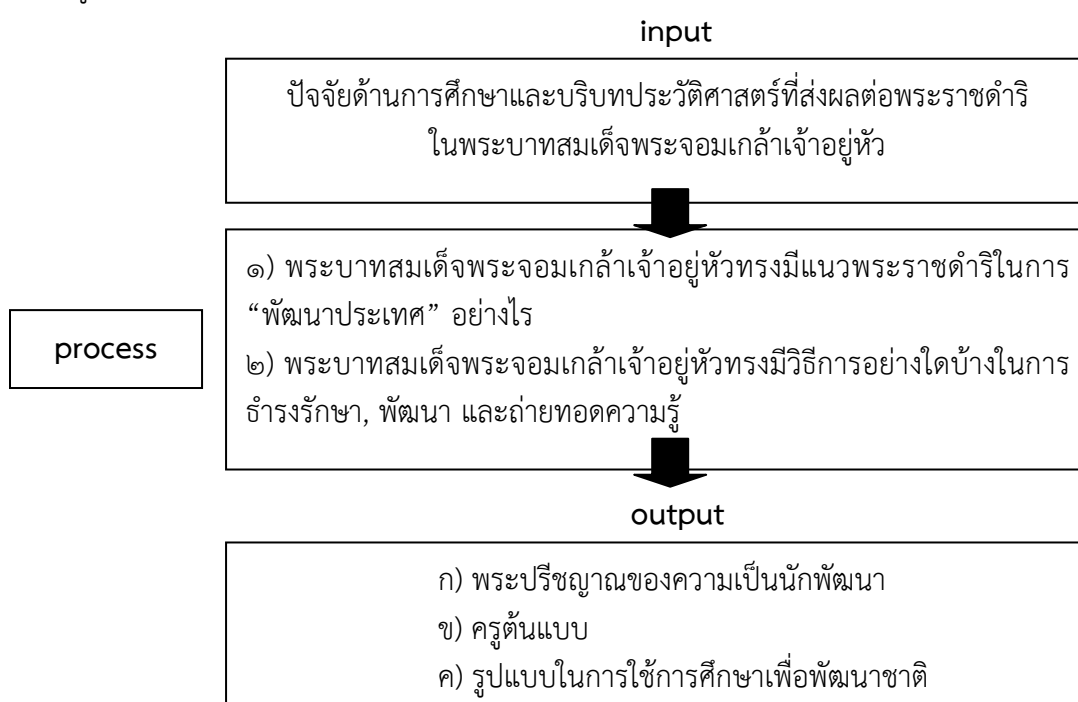 input
ปัจจัยด้านการศึกษาและบริบทประวัติศาสตร์ที่ส่งผลต่อพระราชดำริ
ในพระบาทสมเด็จพระจอมเกล้าเจ้าอยู่หัว
๑) พระบาทสมเด็จพระจอมเกล้าเจ้าอยู่หัวทรงมีแนวพระราชดำริในการ
“พัฒนาประเทศ” อย่างไร
process
๒) พระบาทสมเด็จพระจอมเกล้าเจ้าอยู่หัวทรงมีวิธีการอย่างใดบ้างในการ
ธำรงรักษา, พัฒนา และถ่ายทอดความรู้
output
ก) พระปรีชญาณของความเป็นนักพัฒนา
ข) ครูต้นแบบ
ค) รูปแบบในการใช้การศึกษาเพื่อพัฒนาชาติ